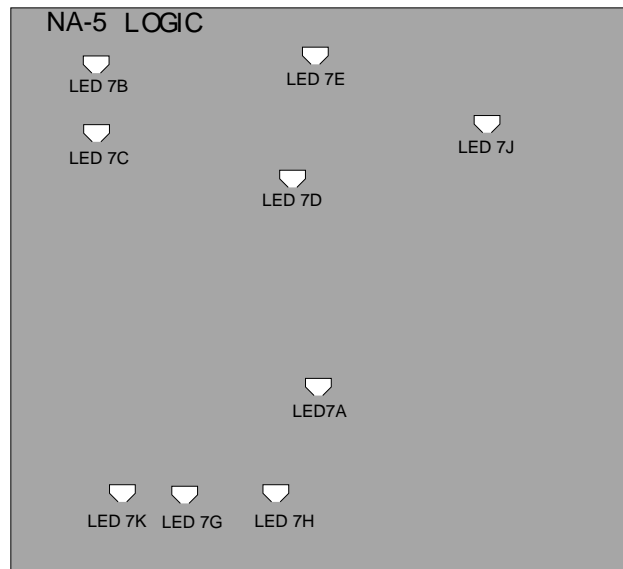 NA-5 LOGIC
LED 7B
LED 7E
LED 7C
LED 7J
LED 7D
LED7A
LED 7K LED 7G LED 7H